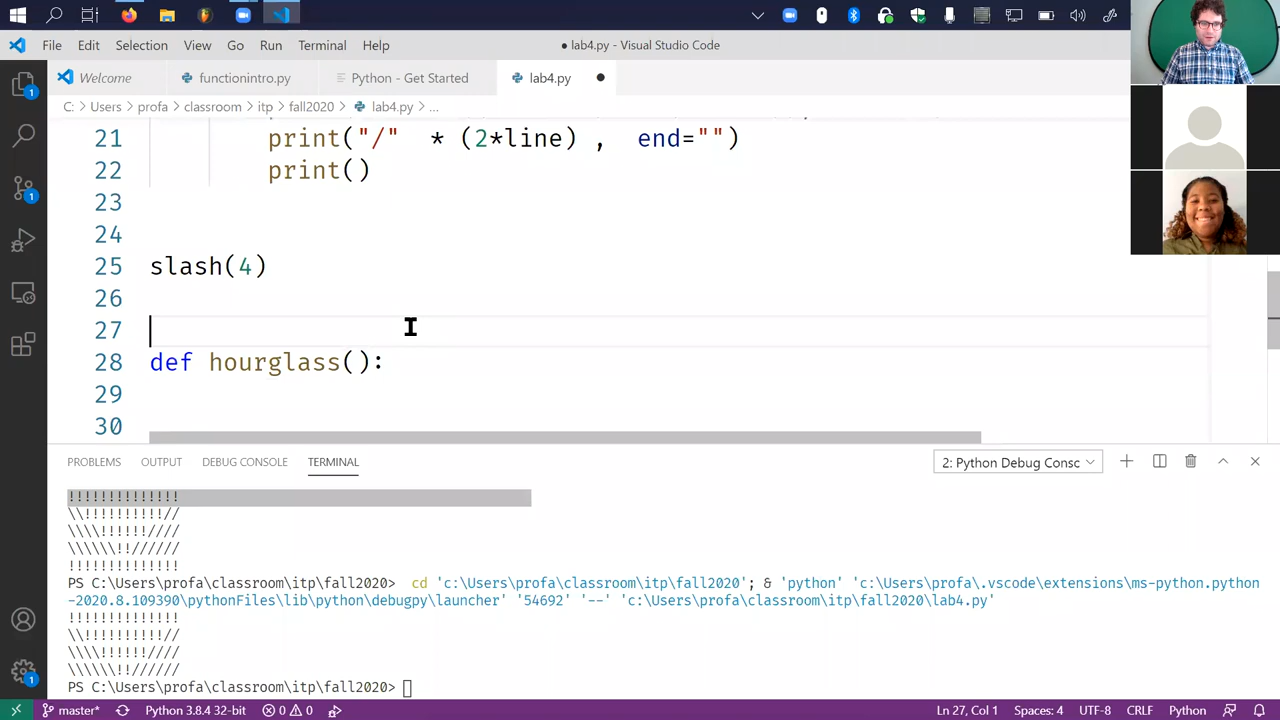 File Edit Selection View Go Run Terminal Help
● lab4.py - Visual Studio Code
Welcome functionintro.py Python - Get Started lab4.py
C: > Users > profa > classroom > itp > fall2020 > lab4.py > ...
21 print("/" * (2*line) , end="")
22 print()
23
24
25 slash(4)
26
27
28 def hourglass():
29
30
PROBLEMS OUTPUT DEBUG CONSOLE TERMINAL
2: Python Debug Consc
!!!!!!!!!!!!!!
\\!!!!!!!!!!//
\\\\!!!!!!////
\\\\\\!!//////
!!!!!!!!!!!!!!
PS C:\Users\profa\classroom\itp\fall2020> cd 'c:\Users\profa\classroom\itp\fall2020'; & 'python' 'c:\Users\profa\.vscode\extensions\ms-python.python
-2020.8.109390\pythonFiles\lib\python\debugpy\launcher' '54692' '--' 'c:\Users\profa\classroom\itp\fall2020\lab4.py'
!!!!!!!!!!!!!!
\\!!!!!!!!!!//
\\\\!!!!!!////
\\\\\\!!//////
PS C:\Users\profa\classroom\itp\fall2020>
1
1
1
master* Python 3.8.4 32-bit 0 0 Ln 27, Col 1 Spaces: 4 UTF-8 CRLF Python